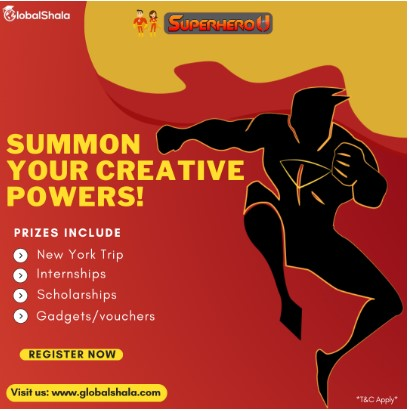 GlobalShala
SUPERHERO U
SUMMON
YOUR CREATIVE
POWERS!
PRIZES INCLUDE
New York Trip
Internships
Scholarships
Gadgets/vouchers
REGISTER NOW
Visit us: www.globalshala.com
*T&C Apply*